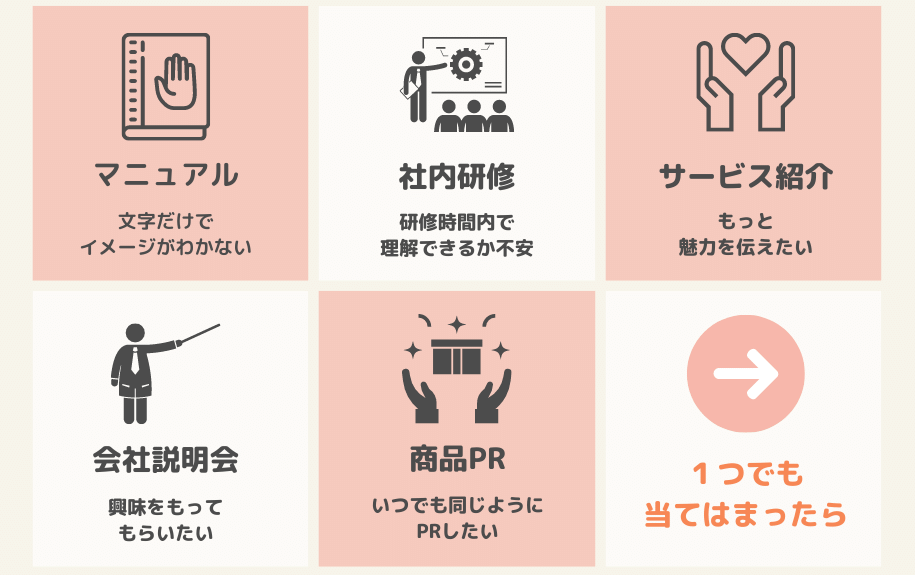 マニュアル
文字だけで
イメージがわかない
社内研修
研修時間内で
理解できるか不安
サービス紹介
もっと
魅力を伝えたい
会社説明会
興味をもって
もらいたい
商品PR
いつでも同じように
PRしたい
1つでも
当てはまったら